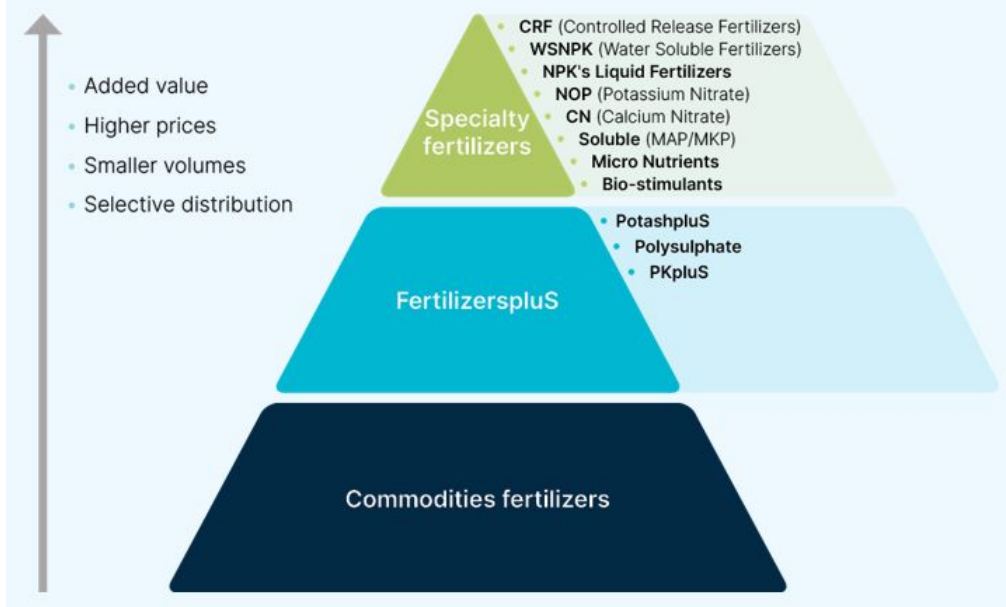 • Added value
• Higher prices
• Smaller volumes
• Selective distribution
Specialty
fertilizers
• CRF (Controlled Release Fertilizers)
• WSNPK (Water Soluble Fertilizers)
• NPK's Liquid Fertilizers
• NOP (Potassium Nitrate)
• CN (Calcium Nitrate)
• Soluble (MAP/MKP)
• Micro Nutrients
• Bio-stimulants
FertilizerspluS
• PotashpluS
• Polysulphate
• PKpluS
Commodities fertilizers